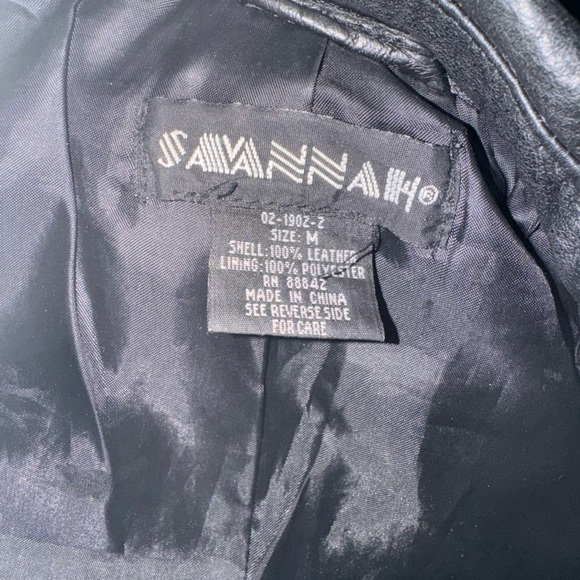 SAVANNAH®
02-1902-2
SIZE: M
SHELL:100% LEATHER
LINING:100% POLYESTER
RN 88842
MADE IN CHINA
SEE REVERSE SIDE
FOR CARE